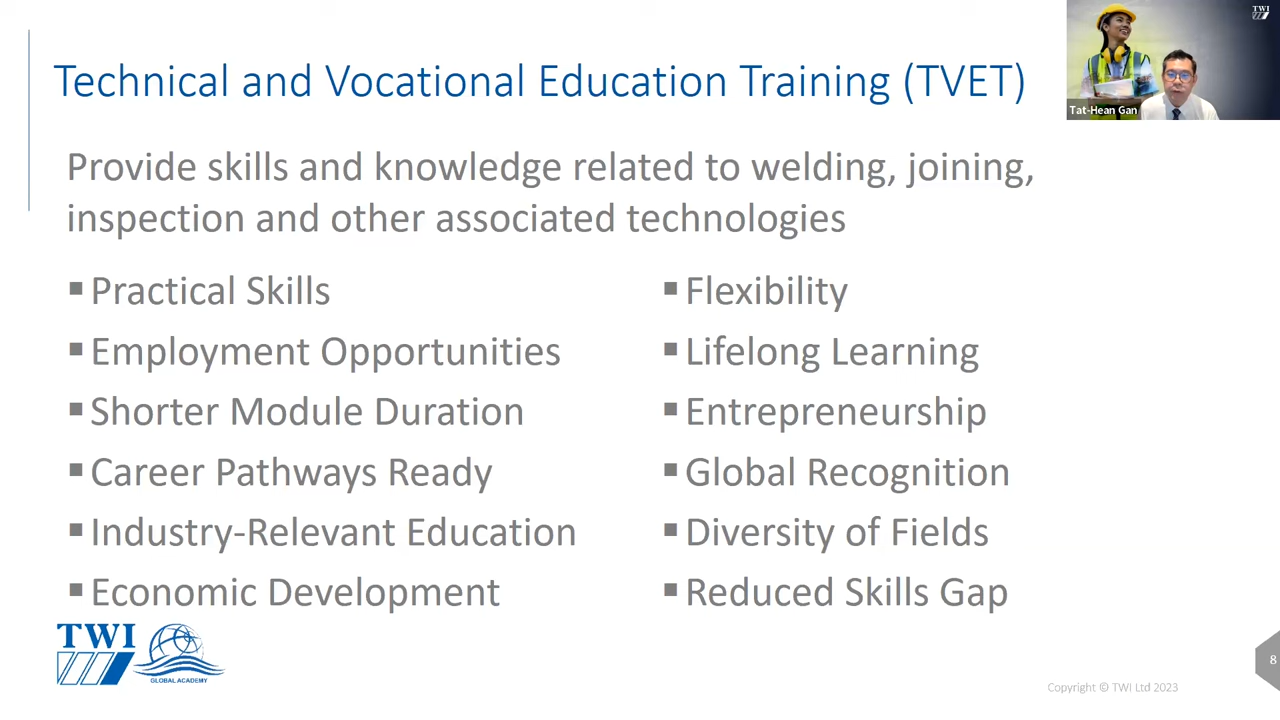 Technical and Vocational Education Training (TVET)
TWI
Tat-Hean Gan
Provide skills and knowledge related to welding, joining,
inspection and other associated technologies
▪ Practical Skills
▪ Employment Opportunities
▪ Shorter Module Duration
▪ Career Pathways Ready
▪ Industry-Relevant Education
▪ Economic Development
▪ Flexibility
▪ Lifelong Learning
▪ Entrepreneurship
▪ Global Recognition
▪ Diversity of Fields
▪ Reduced Skills Gap
TWI
GLOBAL ACADEMY
Copyright © TWI Ltd 2023
8